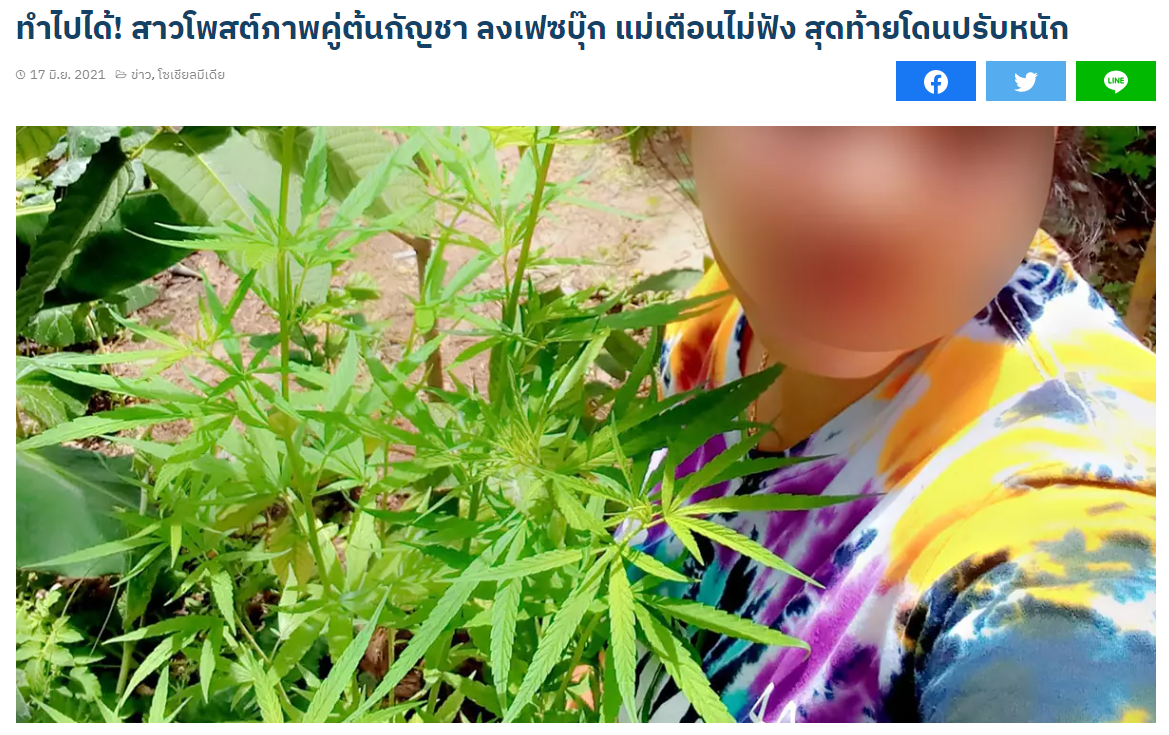 ทำไปได้! สาวโพสต์ภาพคู่ต้นกัญชา ลงเฟซบุ๊ก แม่เตือนไม่ฟัง สุดท้ายโดนปรับหนัก
17 มิ.ย. 2021 ข่าว, โซเชียลมีเดีย
LINE